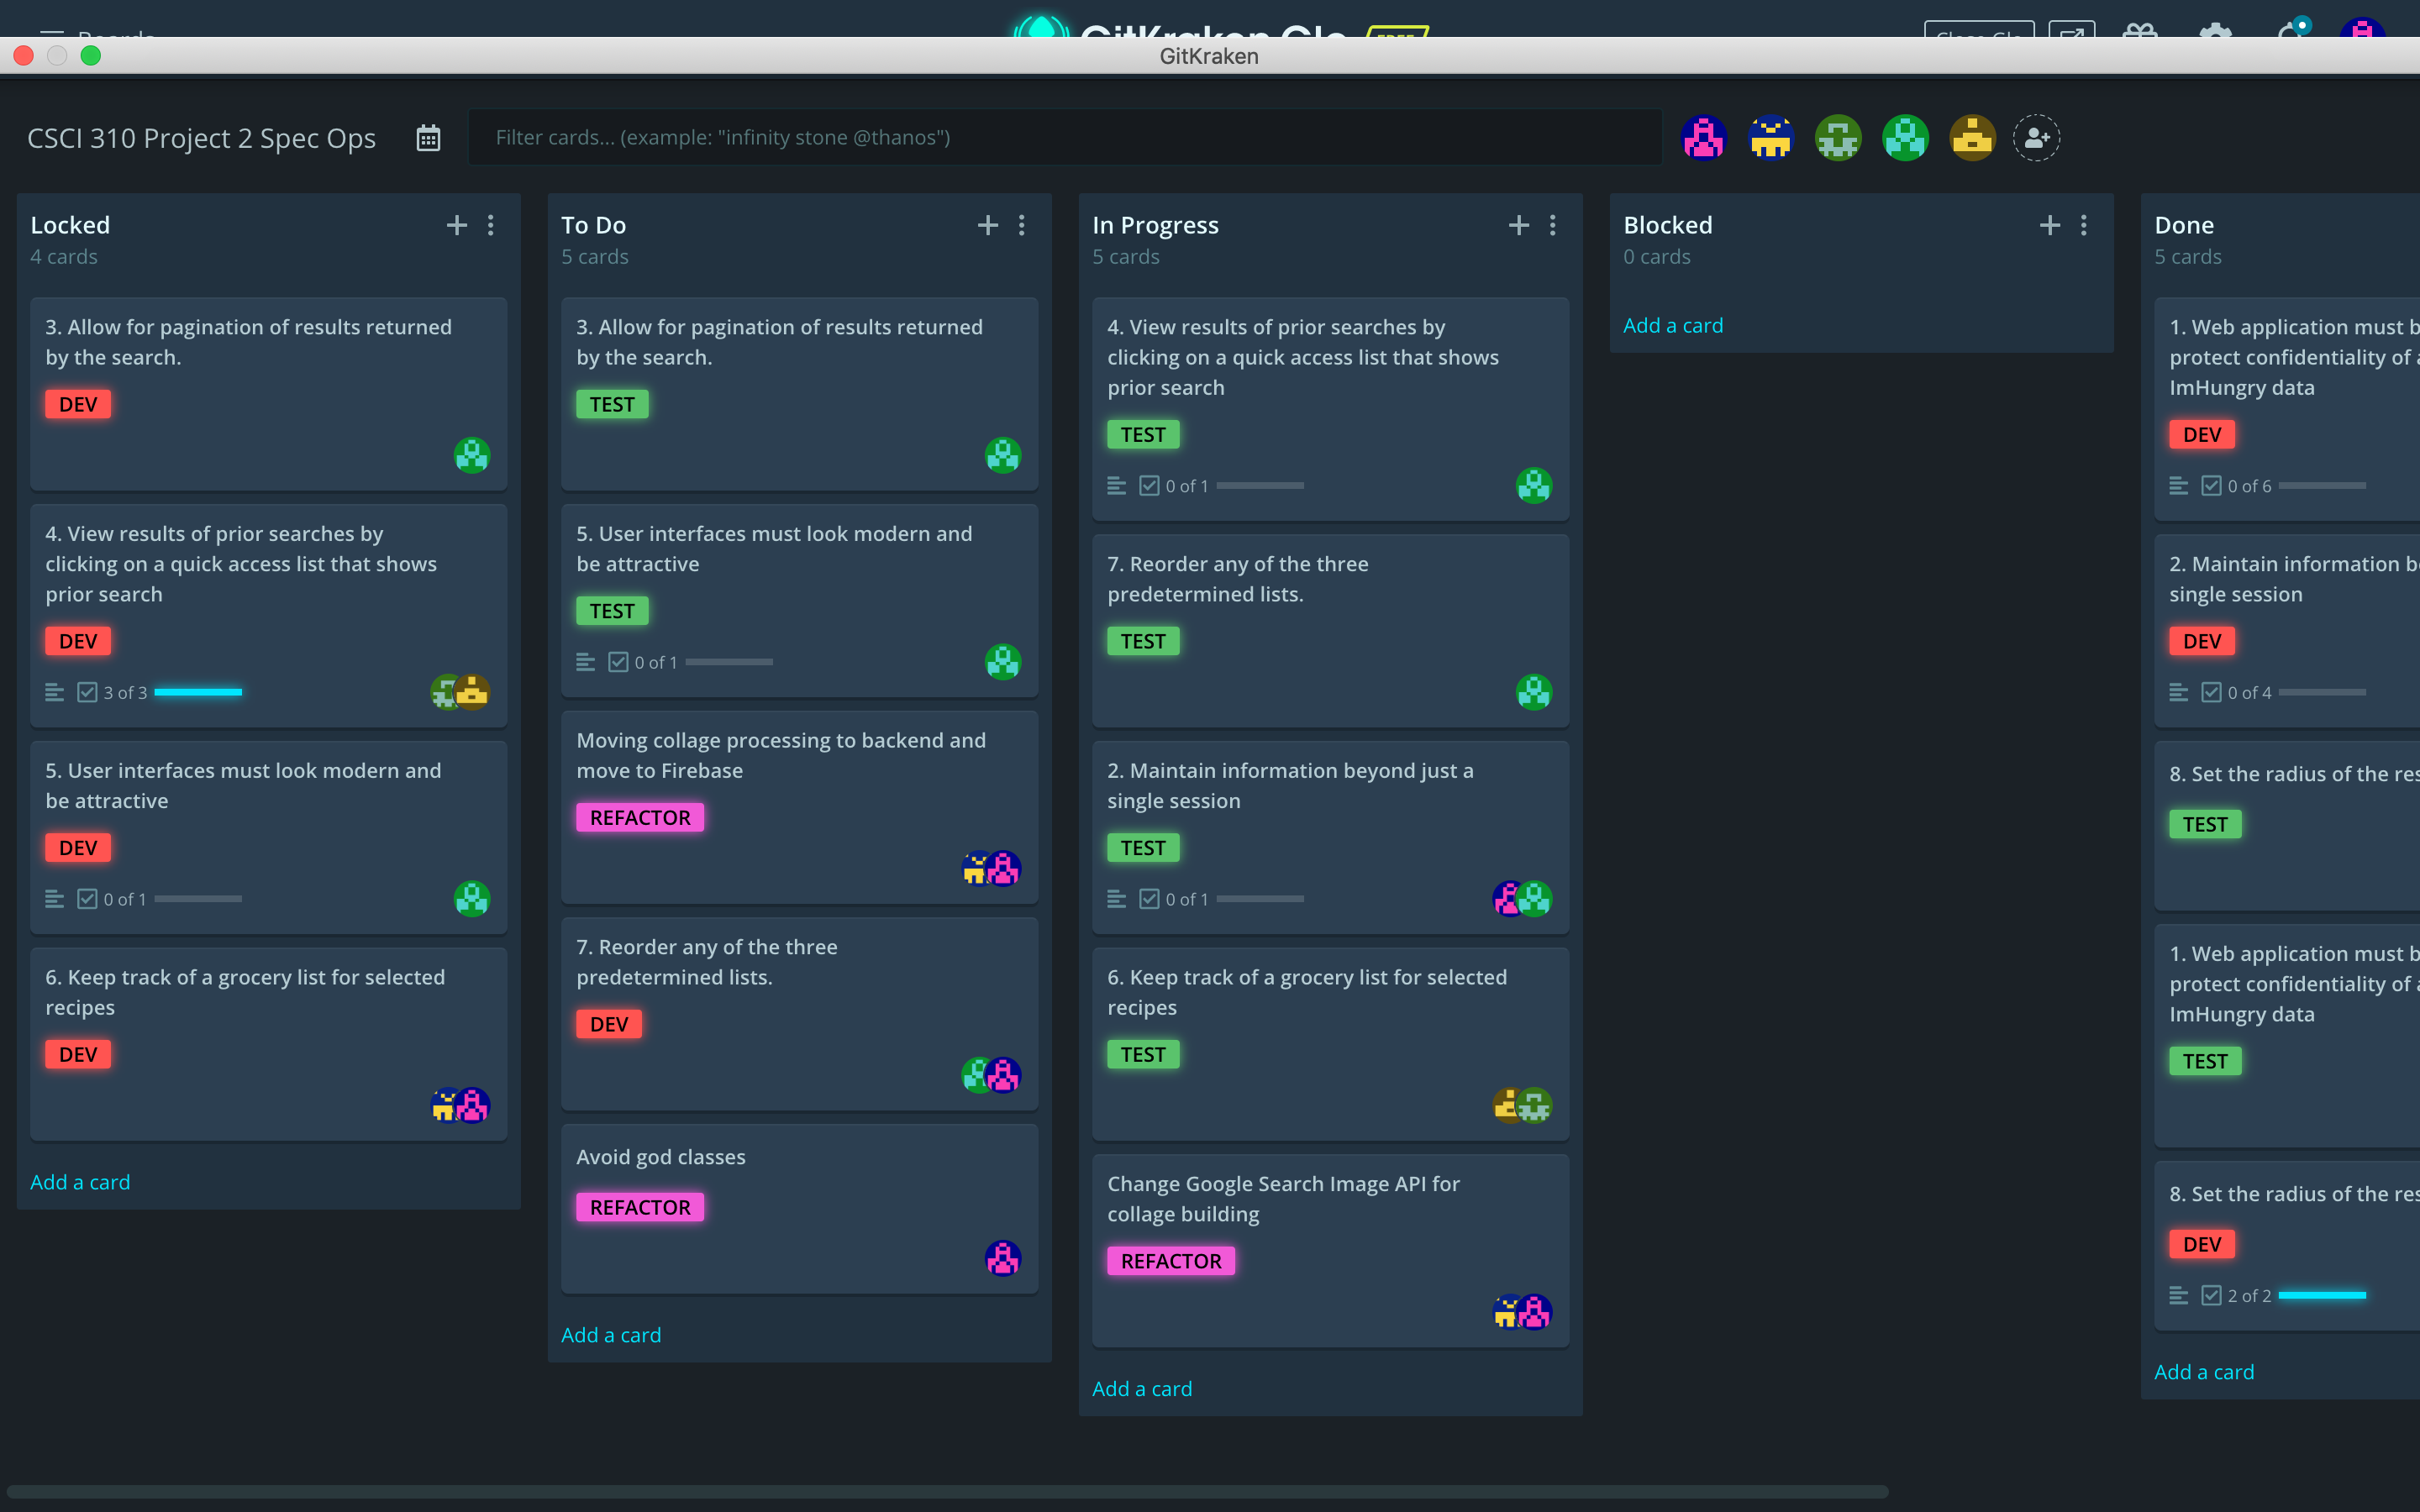 Boards
GitKraken Glo FREE
Close Glo
GitKraken
CSCI 310 Project 2 Spec Ops
Filter cards... (example: "infinity stone @thanos")
Locked
4 cards
3. Allow for pagination of results returned
by the search.
DEV
4. View results of prior searches by
clicking on a quick access list that shows
prior search
DEV
3 of 3
5. User interfaces must look modern and
be attractive
DEV
0 of 1
6. Keep track of a grocery list for selected
recipes
DEV
Add a card
To Do
5 cards
3. Allow for pagination of results returned
by the search.
TEST
5. User interfaces must look modern and
be attractive
TEST
0 of 1
Moving collage processing to backend and
move to Firebase
REFACTOR
7. Reorder any of the three
predetermined lists.
DEV
Avoid god classes
REFACTOR
Add a card
In Progress
5 cards
4. View results of prior searches by
clicking on a quick access list that shows
prior search
TEST
0 of 1
7. Reorder any of the three
predetermined lists.
TEST
2. Maintain information beyond just a
single session
TEST
0 of 1
6. Keep track of a grocery list for selected
recipes
TEST
Change Google Search Image API for
collage building
REFACTOR
Add a card
Blocked
0 cards
Add a card
Done
5 cards
1. Web application must b
protect confidentiality of
ImHungry data
DEV
0 of 6
2. Maintain information b
single session
DEV
0 of 4
8. Set the radius of the res
TEST
1. Web application must b
protect confidentiality of
ImHungry data
TEST
8. Set the radius of the res
DEV
2 of 2
Add a card